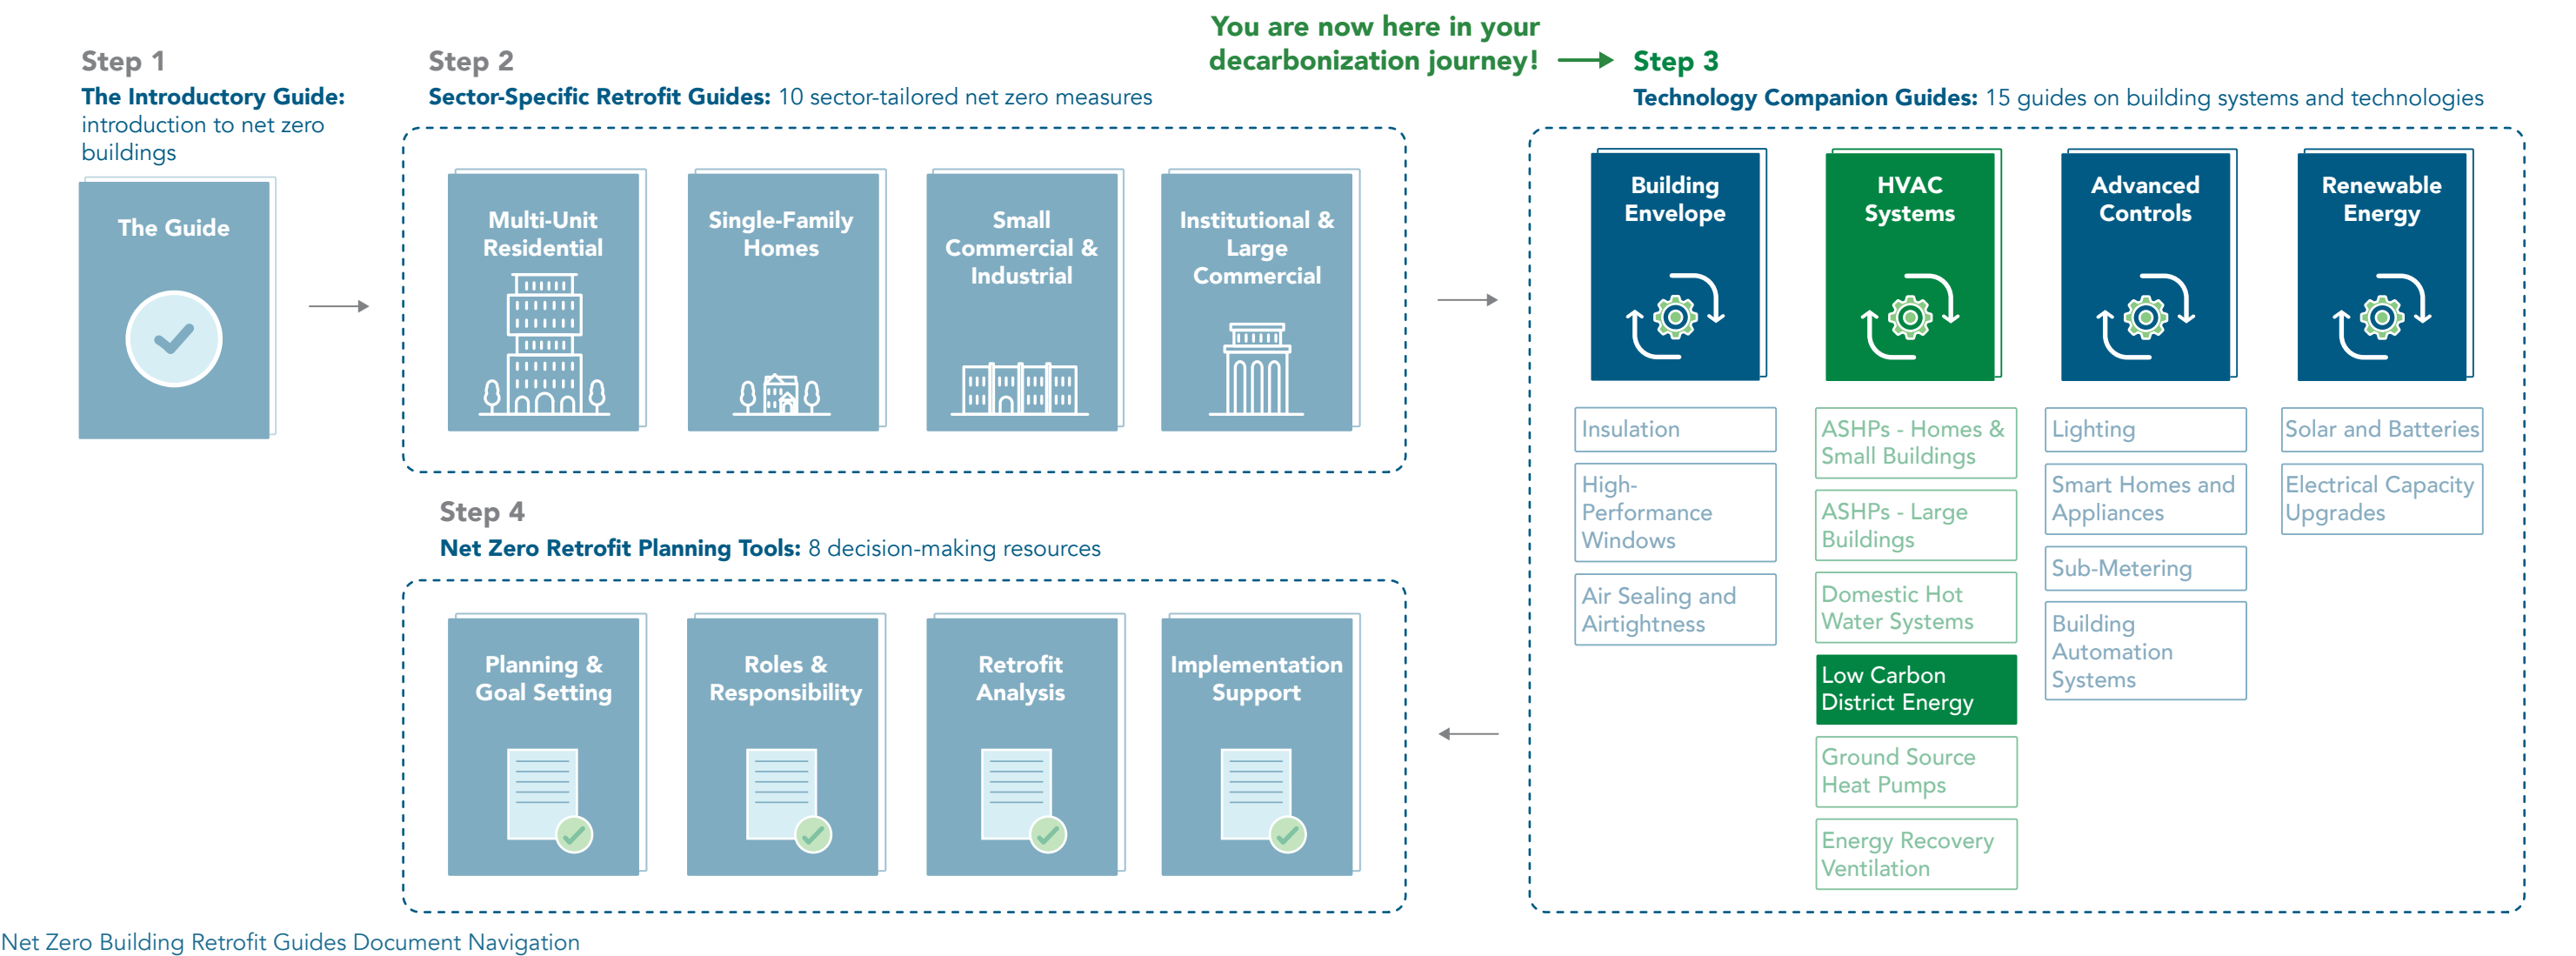 Step 1
The Introductory Guide:
introduction to net zero
buildings
The Guide
Step 2
Sector-Specific Retrofit Guides: 10 sector-tailored net zero measures
Multi-Unit
Residential
Single-Family
Homes
Small
Commercial &
Industrial
Institutional &
Large
Commercial
You are now here in your
decarbonization journey!
Step 3
Technology Companion Guides: 15 guides on building systems and technologies
Building
Envelope
Insulation
High-
Performance
Windows
Air Sealing and
Airtightness
HVAC
Systems
ASHPs - Homes &
Small Buildings
ASHPs - Large
Buildings
Domestic Hot
Water Systems
Low Carbon
District Energy
Ground Source
Heat Pumps
Energy Recovery
Ventilation
Advanced
Controls
Lighting
Smart Homes and
Appliances
Sub-Metering
Building
Automation
Systems
Renewable
Energy
Solar and Batteries
Electrical Capacity
Upgrades
Step 4
Net Zero Retrofit Planning Tools: 8 decision-making resources
Planning &
Goal Setting
Roles &
Responsibility
Retrofit
Analysis
Implementation
Support
Net Zero Building Retrofit Guides Document Navigation